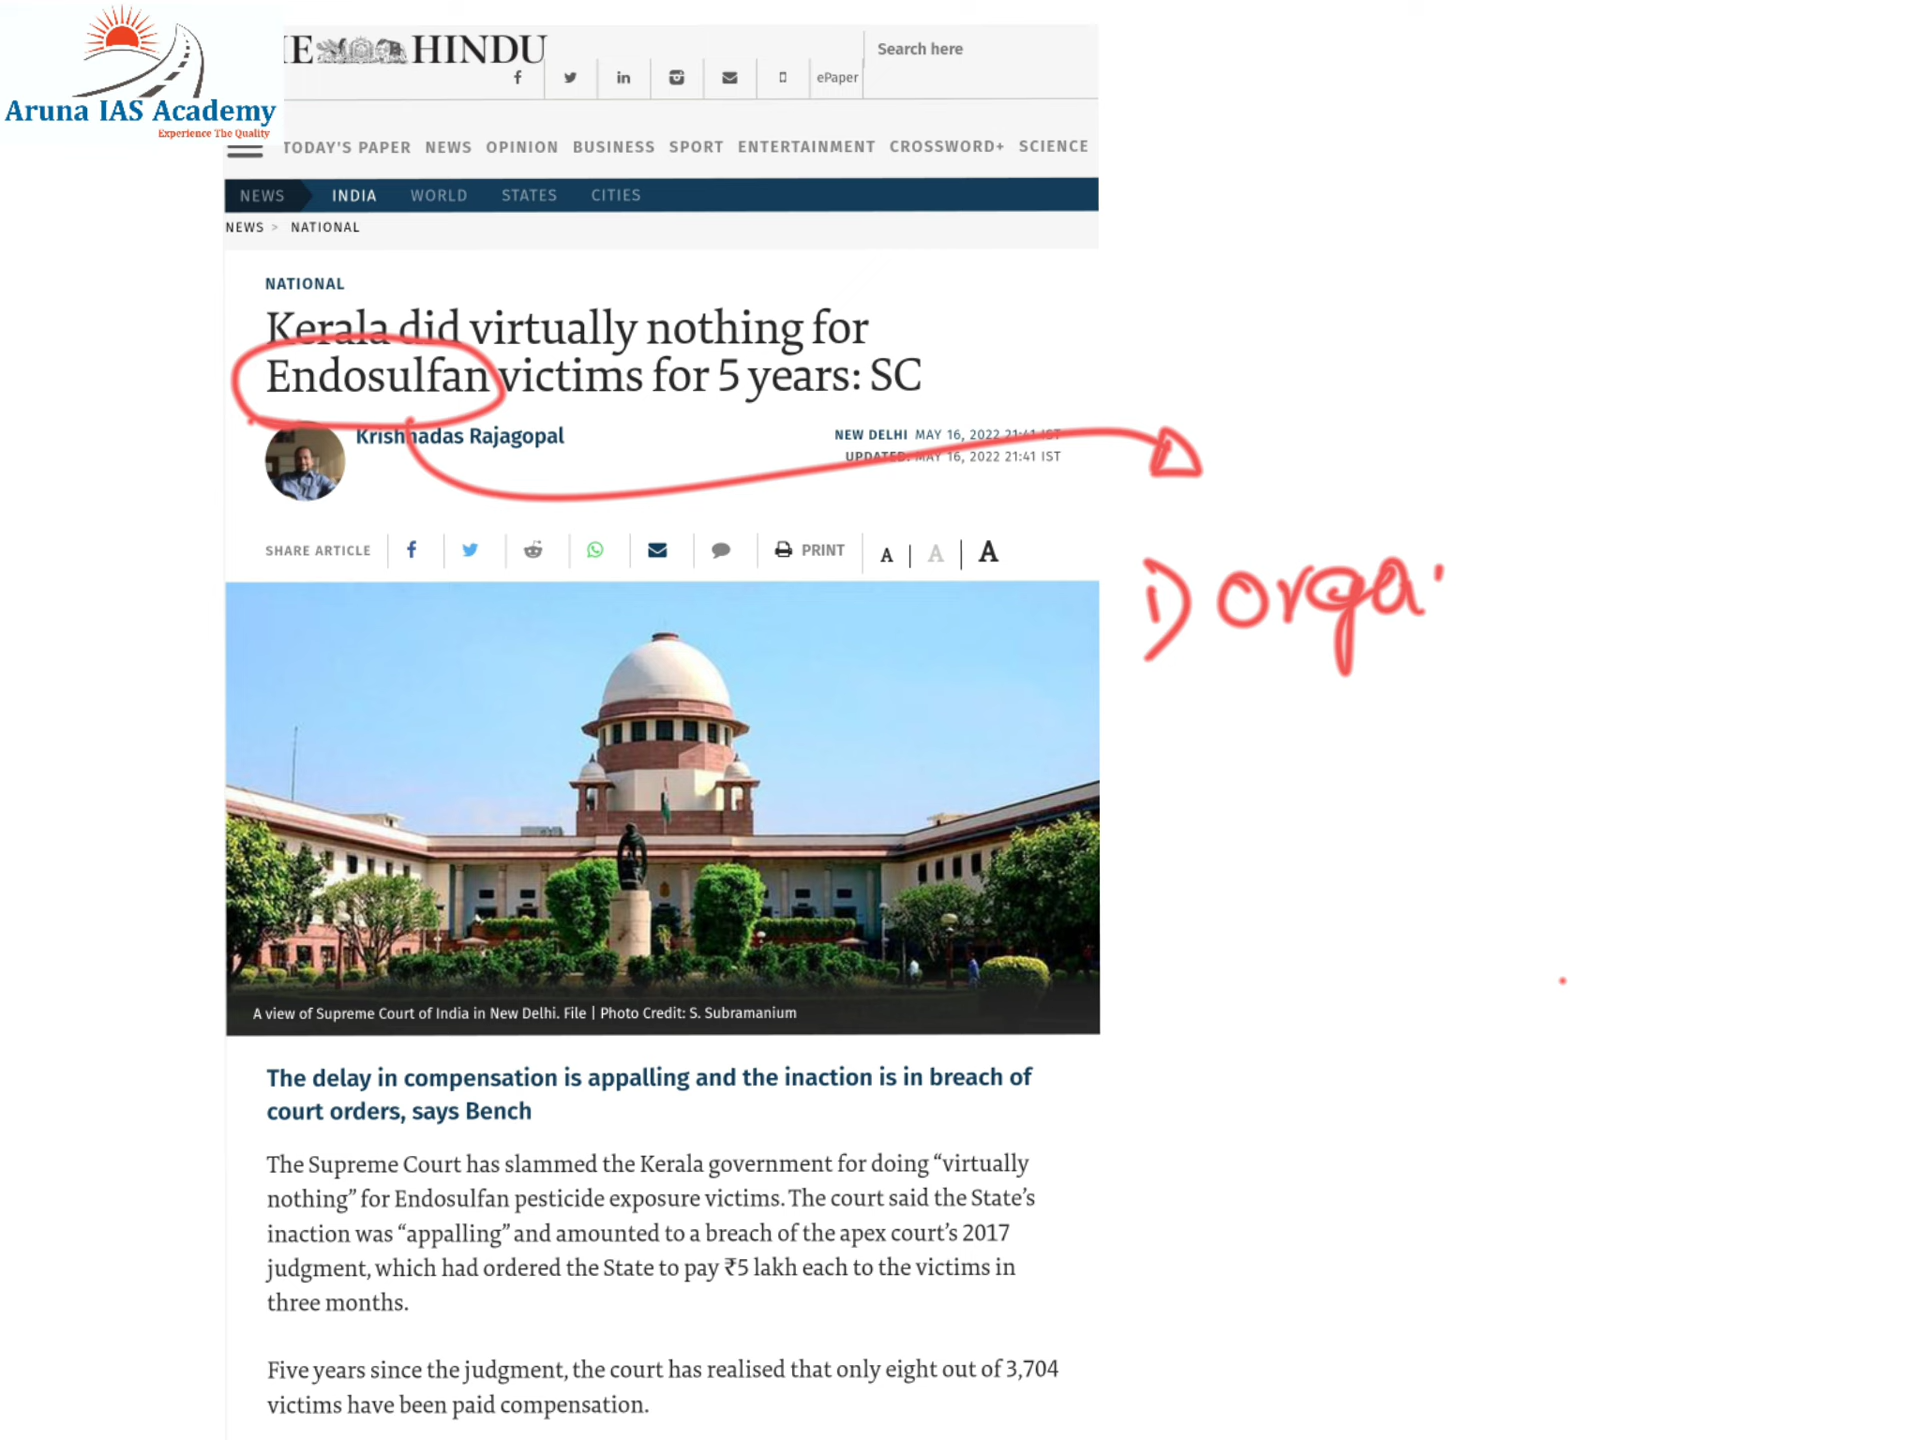 Aruna IAS Academy
Experience The Quality
HE HINDU
Search here
ePaper
TODAY'S PAPER NEWS OPINION BUSINESS SPORT ENTERTAINMENT CROSSWORD+ SCIENCE
NEWS INDIA WORLD STATES CITIES
NEWS > NATIONAL
NATIONAL
Kerala did virtually nothing for
Endosulfan victims for 5 years: SC
Krishnadas Rajagopal
NEW DELHI MAY 16, 2022 21:41 IST
UPDATED: MAY 16, 2022 21:41 IST
SHARE ARTICLE PRINT A | A | A
1) orga.
A view of Supreme Court of India in New Delhi. File | Photo Credit: S. Subramanium
The delay in compensation is appalling and the inaction is in breach of
court orders, says Bench
The Supreme Court has slammed the Kerala government for doing “virtually
nothing” for Endosulfan pesticide exposure victims. The court said the State’s
inaction was “appalling” and amounted to a breach of the apex court’s 2017
judgment, which had ordered the State to pay ₹5 lakh each to the victims in
three months.
Five years since the judgment, the court has realised that only eight out of 3,704
victims have been paid compensation.